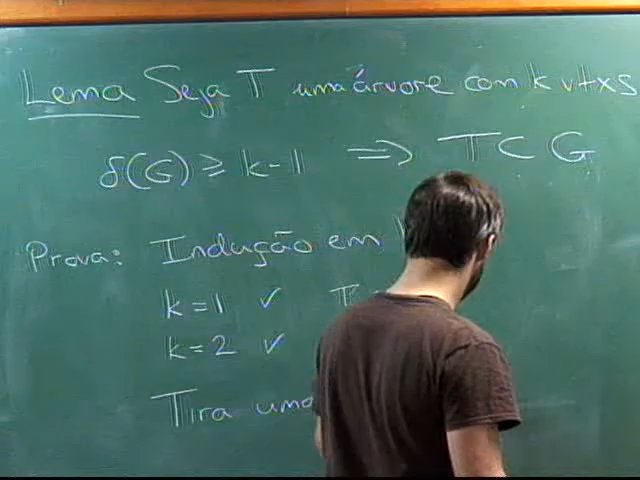 Lema Seja T uma árvore com k vtxs
δ(G) ≥ k-1 ⇒ T ⊂ G
Prova: Indução em
k=1 ✓ T
k=2 ✓
Tira uma